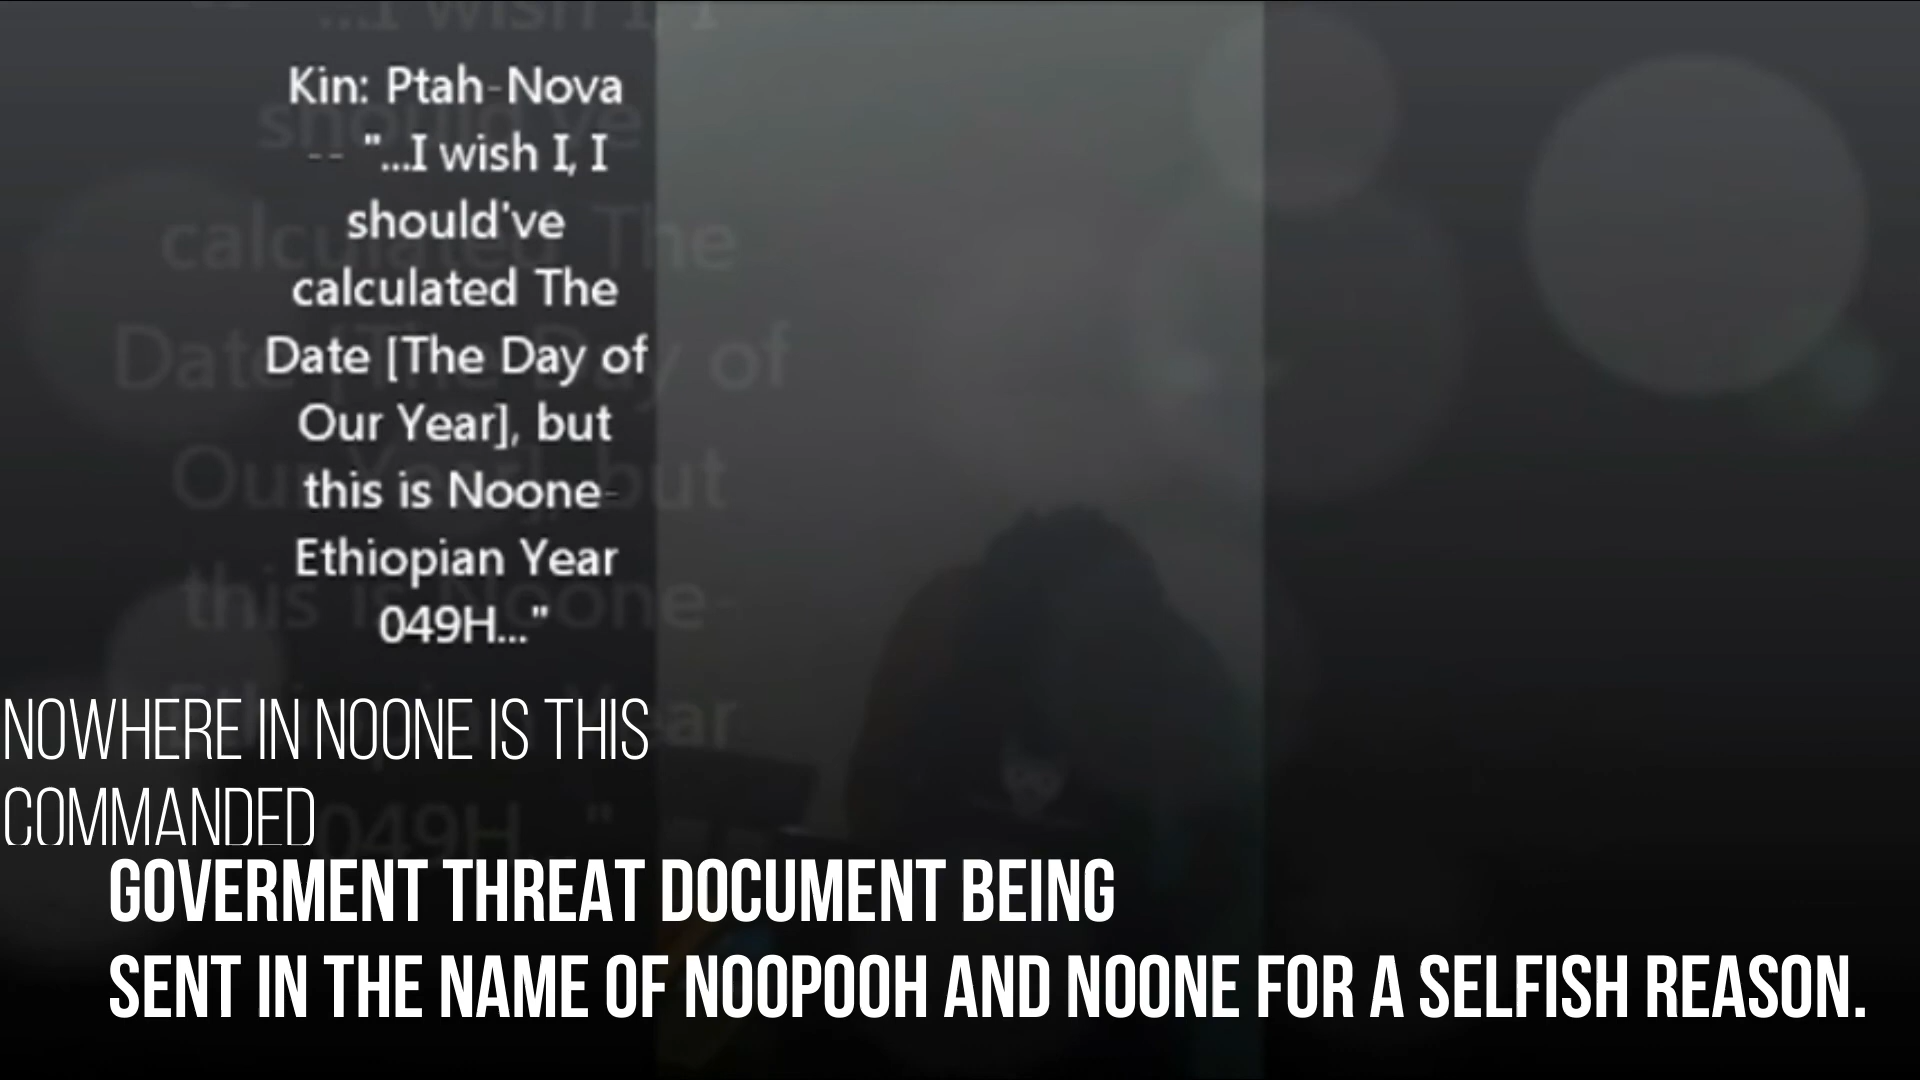 Kin: Ptah-Nova
-- "...I wish I, I
should've
calculated The
Date [The Day of
Our Year], but
this is Noone-
Ethiopian Year
049H..."
NOWHERE IN NOONE IS THIS
COMMANDED
GOVERMENT THREAT DOCUMENT BEING
SENT IN THE NAME OF NOOPOOH AND NOONE FOR A SELFISH REASON.